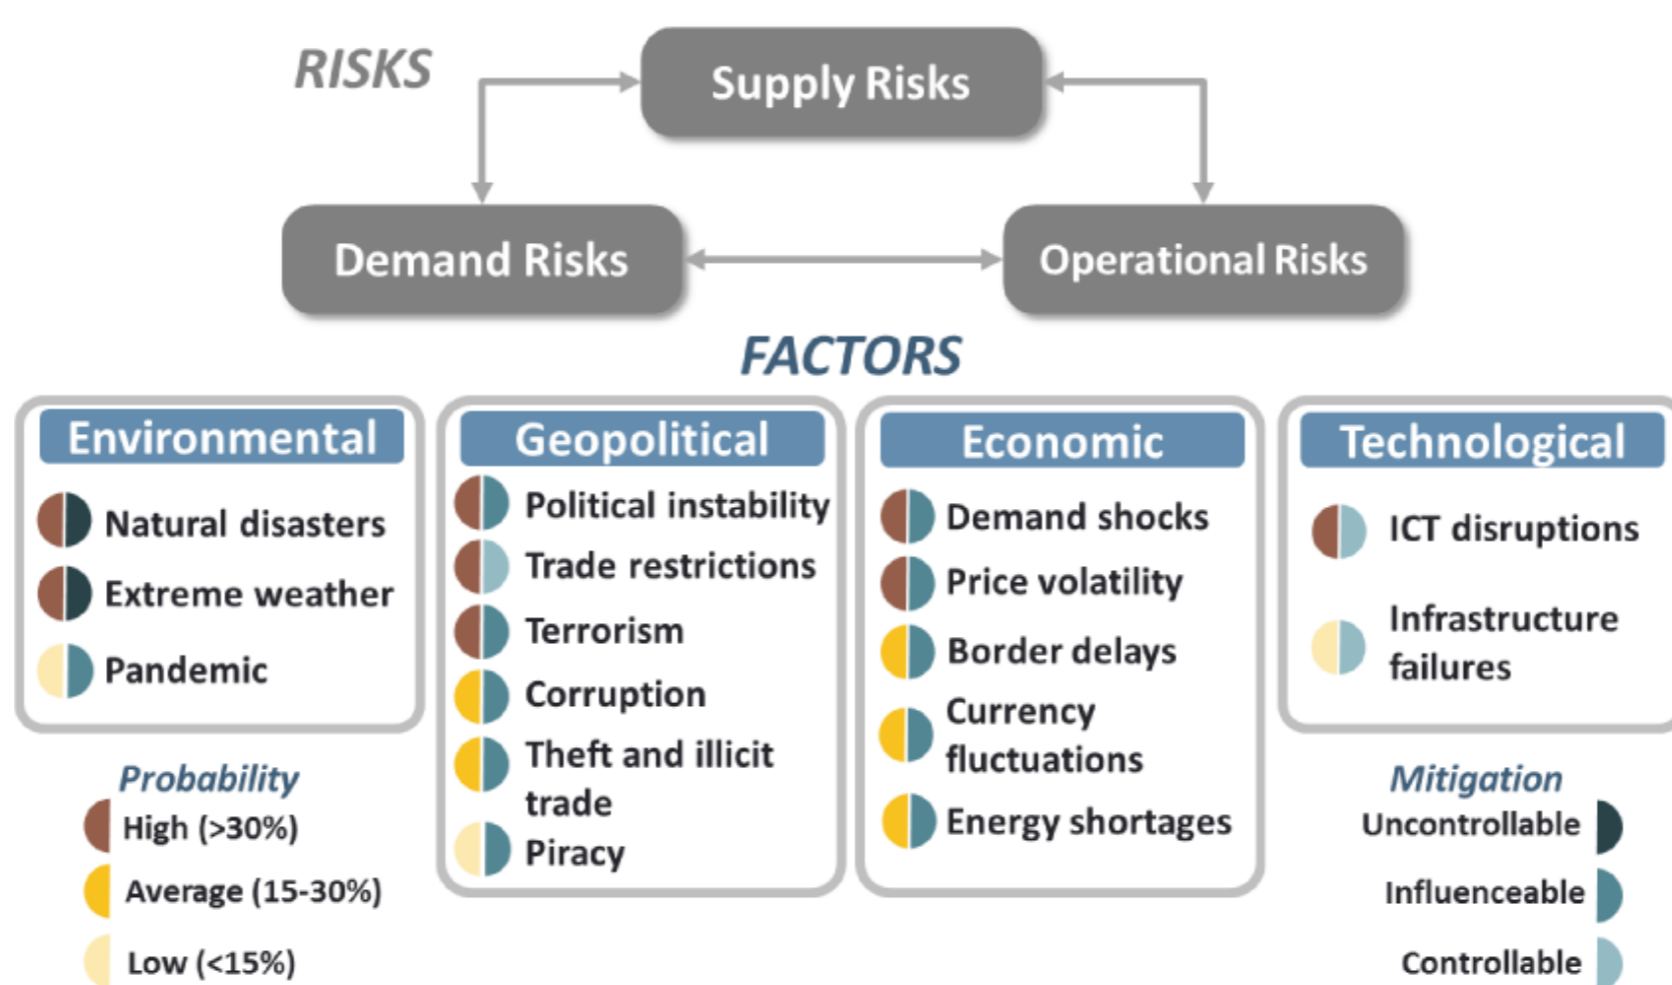 RISKS
Supply Risks
Demand Risks
Operational Risks
FACTORS
Environmental
Natural disasters
Extreme weather
Pandemic
Geopolitical
Political instability
Trade restrictions
Terrorism
Corruption
Theft and illicit
trade
Piracy
Economic
Demand shocks
Price volatility
Border delays
Currency
fluctuations
Energy shortages
Technological
ICT disruptions
Infrastructure
failures
Probability
High (>30%)
Average (15-30%)
Low (<15%)
Mitigation
Uncontrollable
Influenceable
Controllable